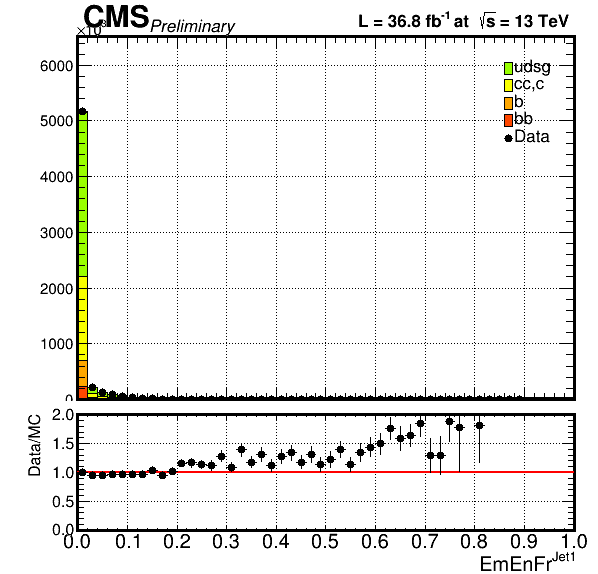 CMS Preliminary L = 36.8 fb⁻¹ at √s = 13 TeV
×10³
6000
5000
4000
3000
2000
1000
0
udsg
cc,c
b
bb
Data
Data/MC
2.0
1.5
1.0
0.5
0.0
0.0 0.1 0.2 0.3 0.4 0.5 0.6 0.7 0.8 0.9 1.0
EmEnFr^Jet1